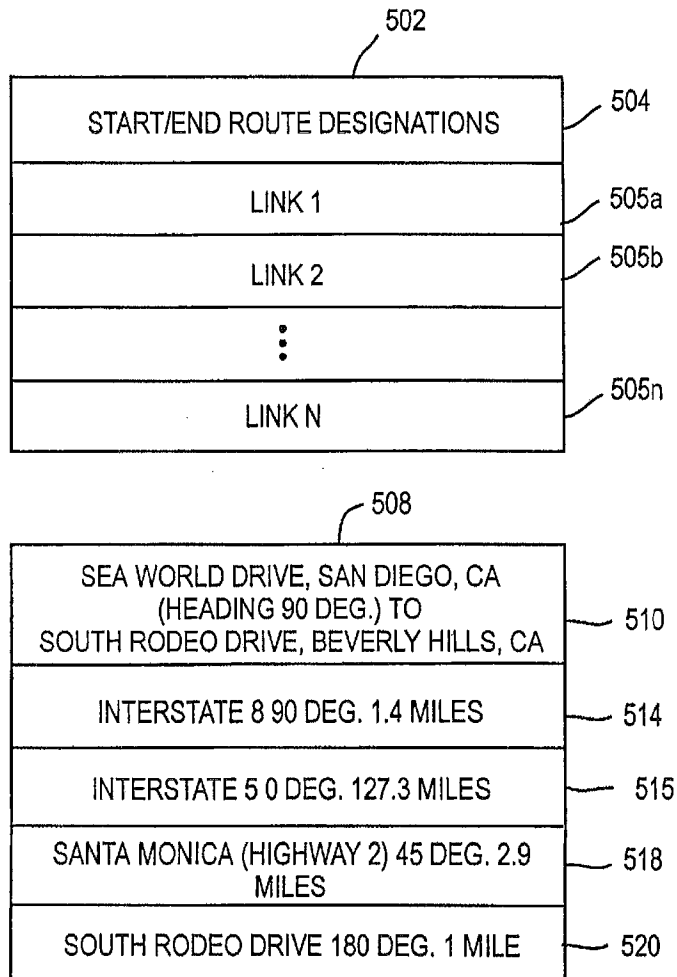 502
START/END ROUTE DESIGNATIONS
504
LINK 1
505a
LINK 2
505b
LINK N
505n
508
SEA WORLD DRIVE, SAN DIEGO, CA
(HEADING 90 DEG.) TO
SOUTH RODEO DRIVE, BEVERLY HILLS, CA
510
INTERSTATE 8 90 DEG. 1.4 MILES
514
INTERSTATE 5 0 DEG. 127.3 MILES
515
SANTA MONICA (HIGHWAY 2) 45 DEG. 2.9
MILES
518
SOUTH RODEO DRIVE 180 DEG. 1 MILE
520